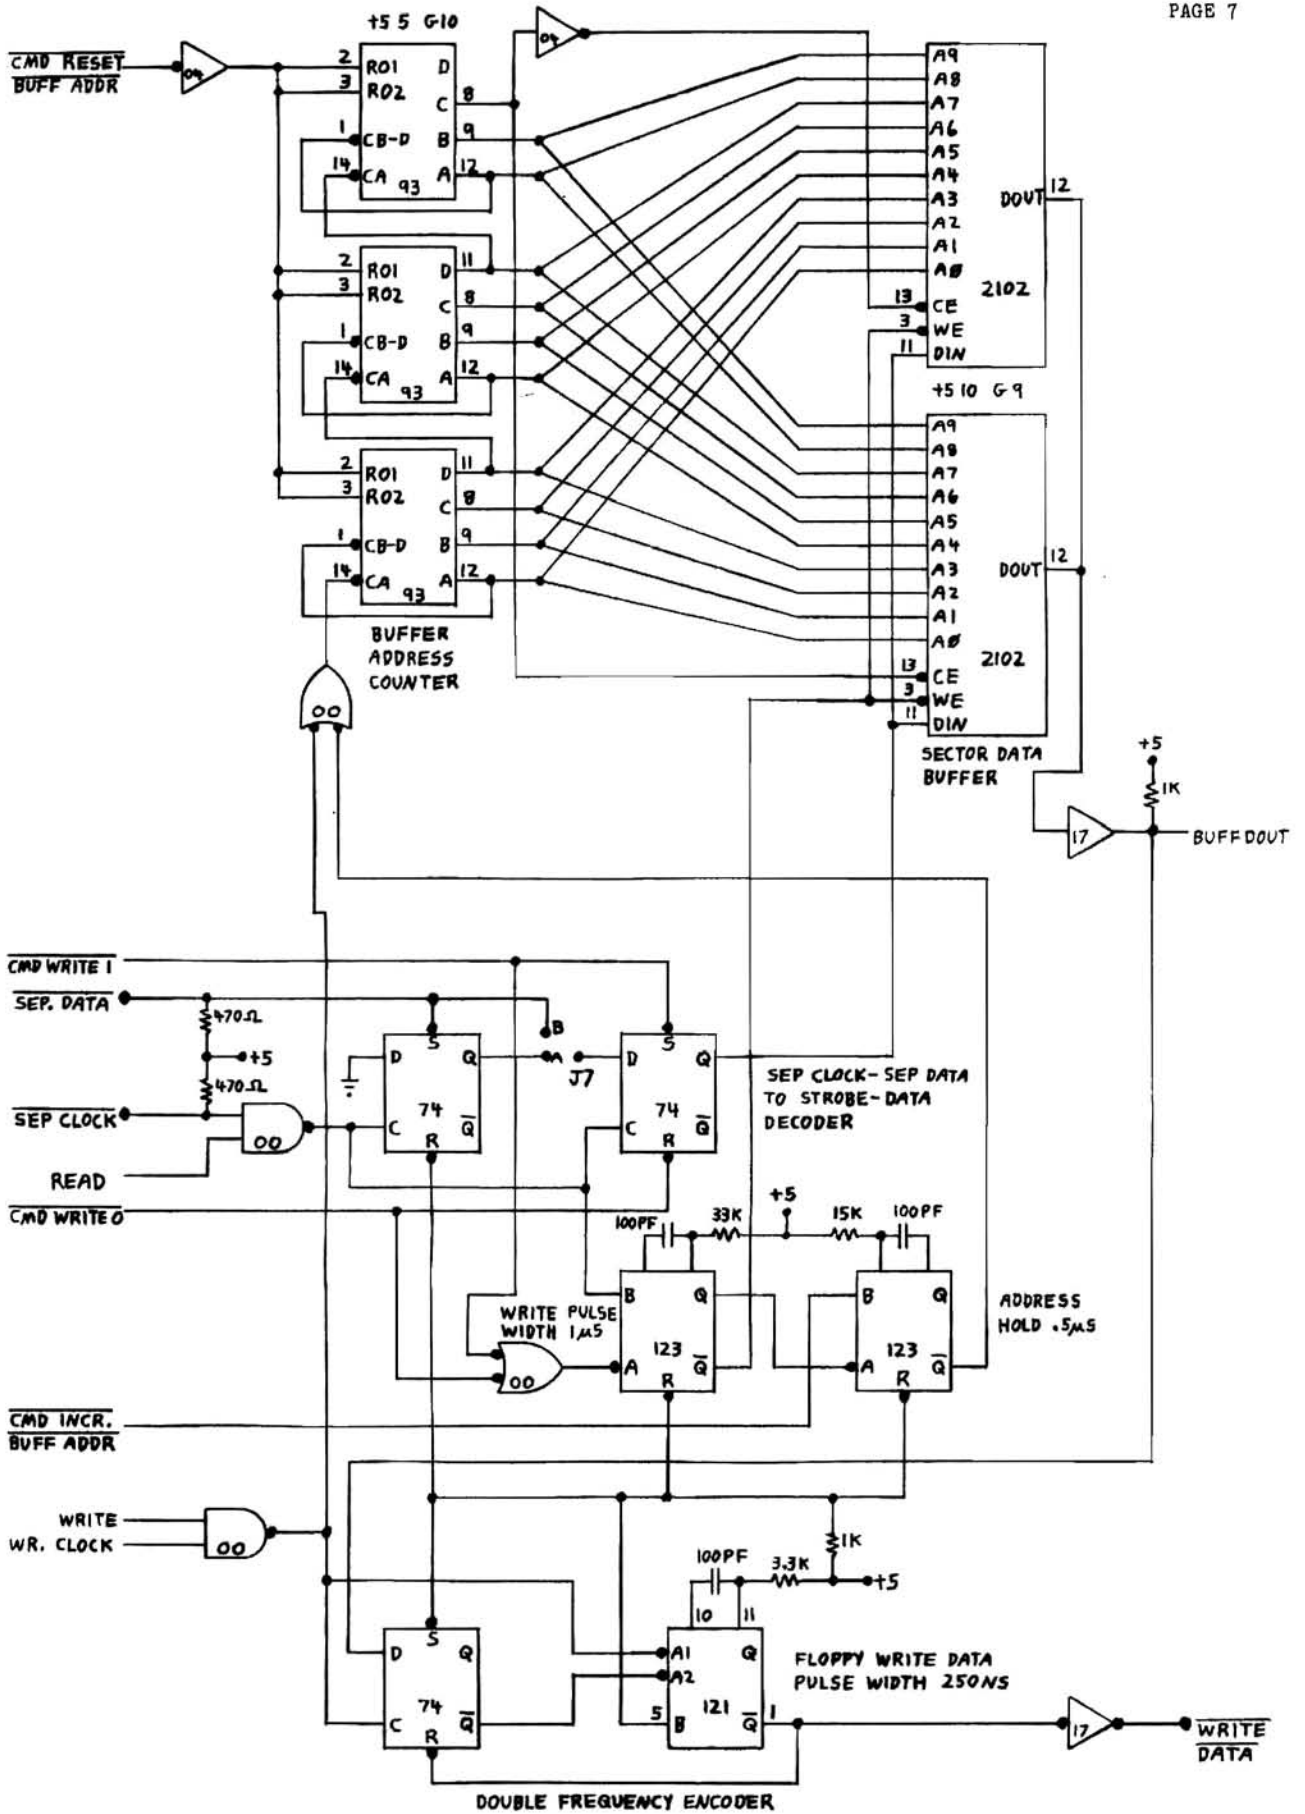 PAGE 7
+5 5 G10
CMD RESET
BUFF ADDR
04
04
2 RO1 D
3 RO2
C 8
1 CB-D B 9
14 CA A 12
93
2 RO1 D 11
3 RO2
C 8
1 CB-D B 9
14 CA A 12
93
2 RO1 D 11
3 RO2
C 8
1 CB-D B 9
14 CA A 12
93
BUFFER
ADDRESS
COUNTER
A9
A8
A7
A6
A5
A4
A3
DOUT 12
A2
A1
AØ
2102
13 CE
3 WE
11 DIN
+5 10 G9
A9
A8
A7
A6
A5
A4
A3
DOUT 12
A2
A1
AØ
2102
13 CE
3 WE
11 DIN
SECTOR DATA
BUFFER
00
+5
1K
17
BUFFDOUT
CMD WRITE 1
SEP. DATA
470Ω
+5
470Ω
SEP CLOCK
00
READ
CMD WRITE 0
S
D Q
74
C Q
R
B
A
J7
S
D Q
74
C Q
R
SEP CLOCK-SEP DATA
TO STROBE-DATA
DECODER
100PF 33K +5 15K 100PF
WRITE PULSE
WIDTH 1µS
00
B Q
123
A Q
R
B Q
123
A Q
R
ADDRESS
HOLD .5µS
CMD INCR.
BUFF ADDR
WRITE
WR. CLOCK
00
1K
100PF 3.3K +5
10 11
S
D Q
74
C Q
R
A1 Q
A2
121
5 B Q 1
FLOPPY WRITE DATA
PULSE WIDTH 250NS
17
WRITE
DATA
DOUBLE FREQUENCY ENCODER